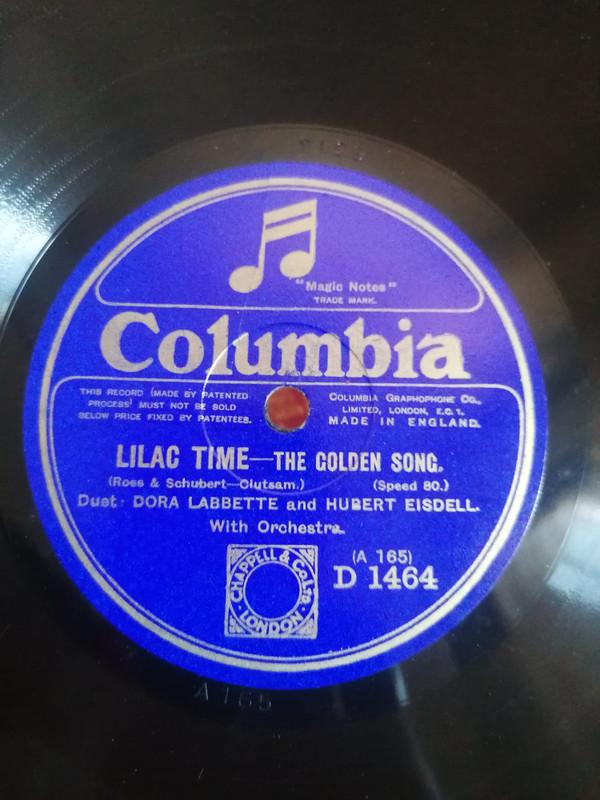 "Magic Notes"
TRADE MARK.
Columbia
THIS RECORD (MADE BY PATENTED
PROCESS) MUST NOT BE SOLD
BELOW PRICE FIXED BY PATENTEES.
COLUMBIA GRAPHOPHONE CO.,
LIMITED, LONDON, E.C.1.
MADE IN ENGLAND.
LILAC TIME—THE GOLDEN SONG.
(Ross & Schubert—Clutsam.) (Speed 80.)
Duet: DORA LABBETTE and HUBERT EISDELL.
With Orchestra.
CHAPPELL & CO. LTD.
LONDON
(A 165)
D 1464
A 165